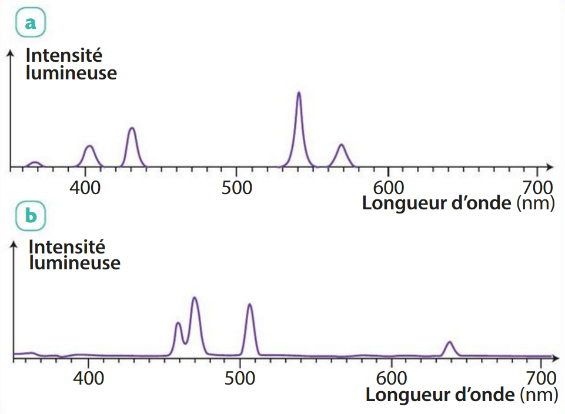 a
Intensité
lumineuse
400 500 600 700
Longueur d'onde (nm)
b
Intensité
lumineuse
400 500 600 700
Longueur d'onde (nm)